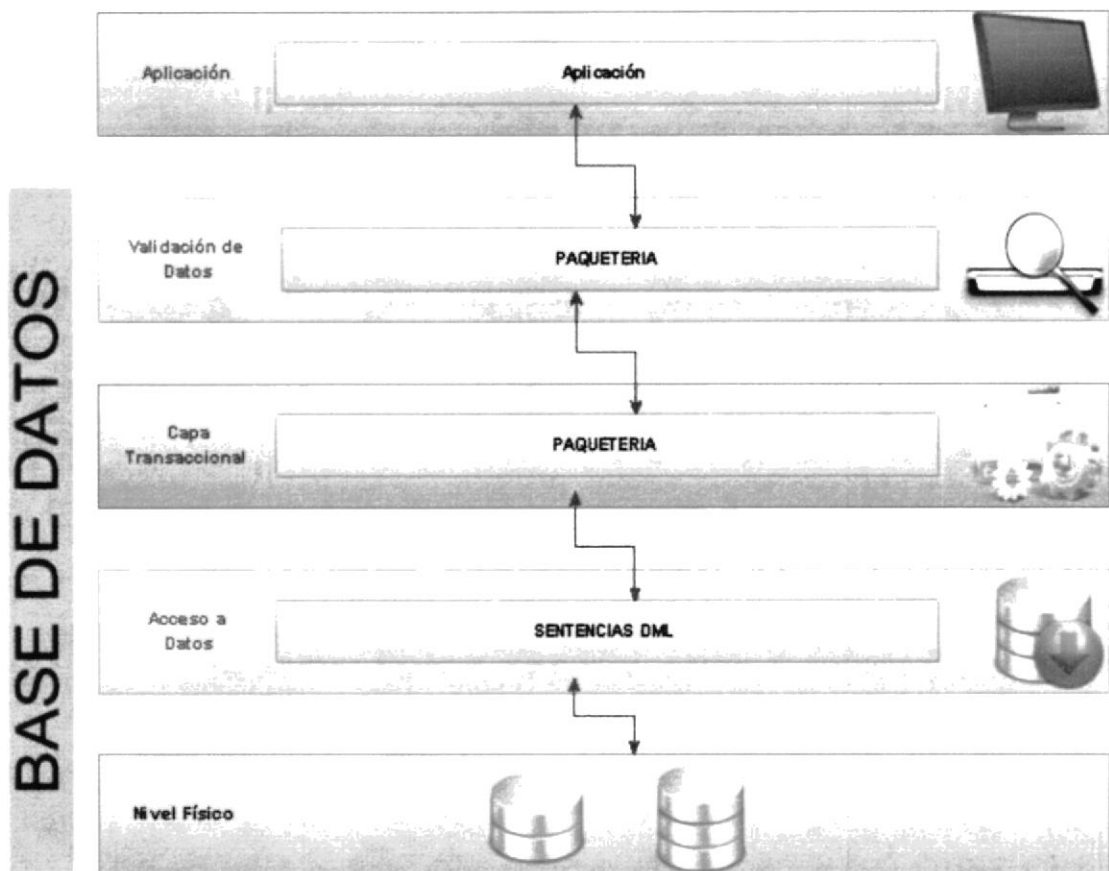 BASE DE DATOS
Aplicación
Aplicación
Validación de
Datos
PAQUETERIA
Capa
Transaccional
PAQUETERIA
Acceso a
Datos
SENTENCIAS DML
Nivel Físico